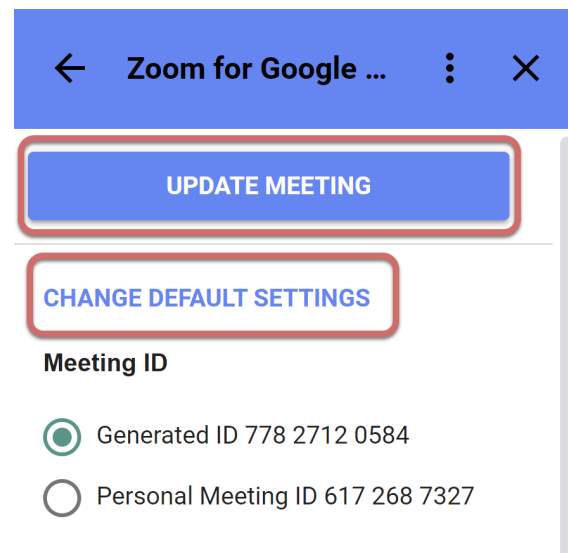 Zoom for Google ...
UPDATE MEETING
CHANGE DEFAULT SETTINGS
Meeting ID
Generated ID 778 2712 0584
Personal Meeting ID 617 268 7327